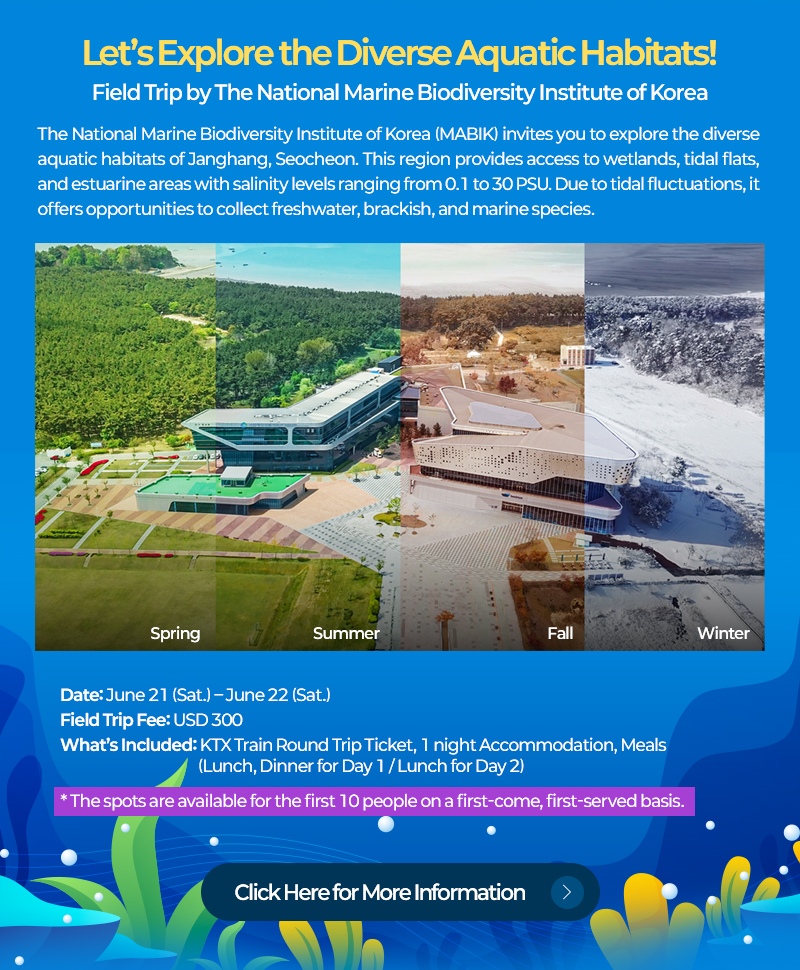 Let's Explore the Diverse Aquatic Habitats!
Field Trip by The National Marine Biodiversity Institute of Korea
The National Marine Biodiversity Institute of Korea (MABIK) invites you to explore the diverse
aquatic habitats of Janghang, Seocheon. This region provides access to wetlands, tidal flats,
and estuarine areas with salinity levels ranging from 0.1 to 30 PSU. Due to tidal fluctuations, it
offers opportunities to collect freshwater, brackish, and marine species.
Spring
Summer
Fall
Winter
Date: June 21 (Sat.) – June 22 (Sat.)
Field Trip Fee: USD 300
What's Included: KTX Train Round Trip Ticket, 1 night Accommodation, Meals
(Lunch, Dinner for Day 1 / Lunch for Day 2)
* The spots are available for the first 10 people on a first-come, first-served basis.
Click Here for More Information